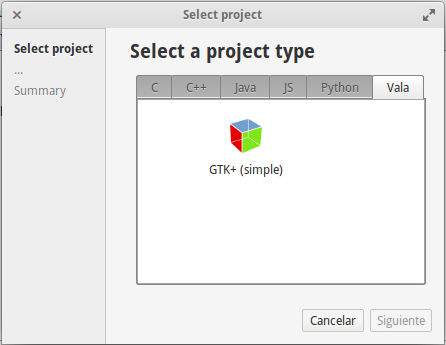 Select project
Select project
...
Summary
Select a project type
C C++ Java JS Python Vala
GTK+ (simple)
Cancelar Siguiente